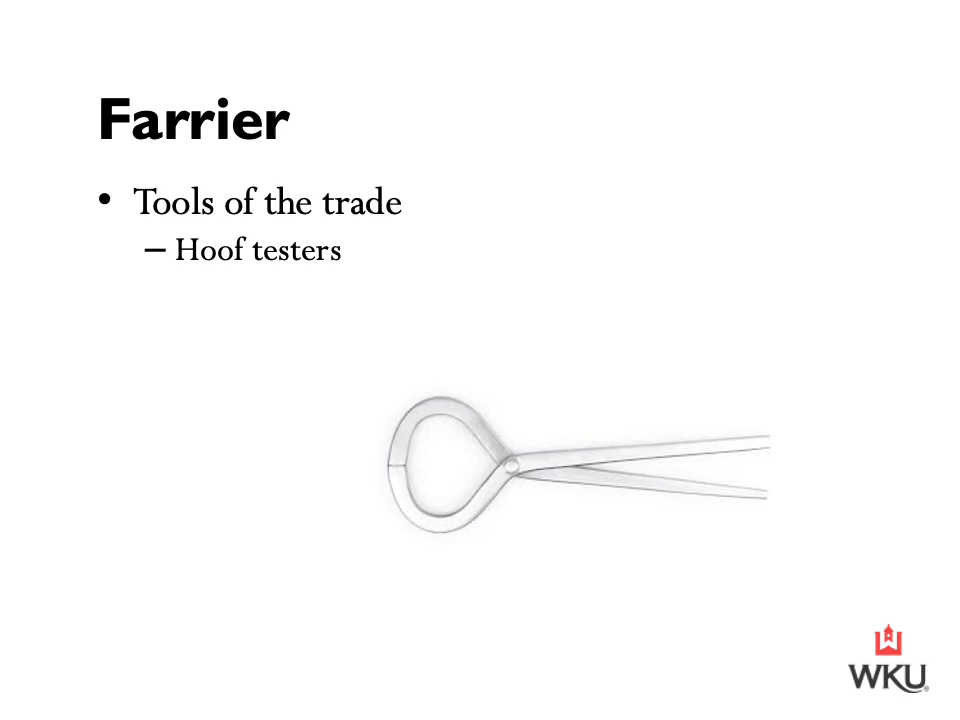 Farrier
• Tools of the trade
– Hoof testers
WKU®